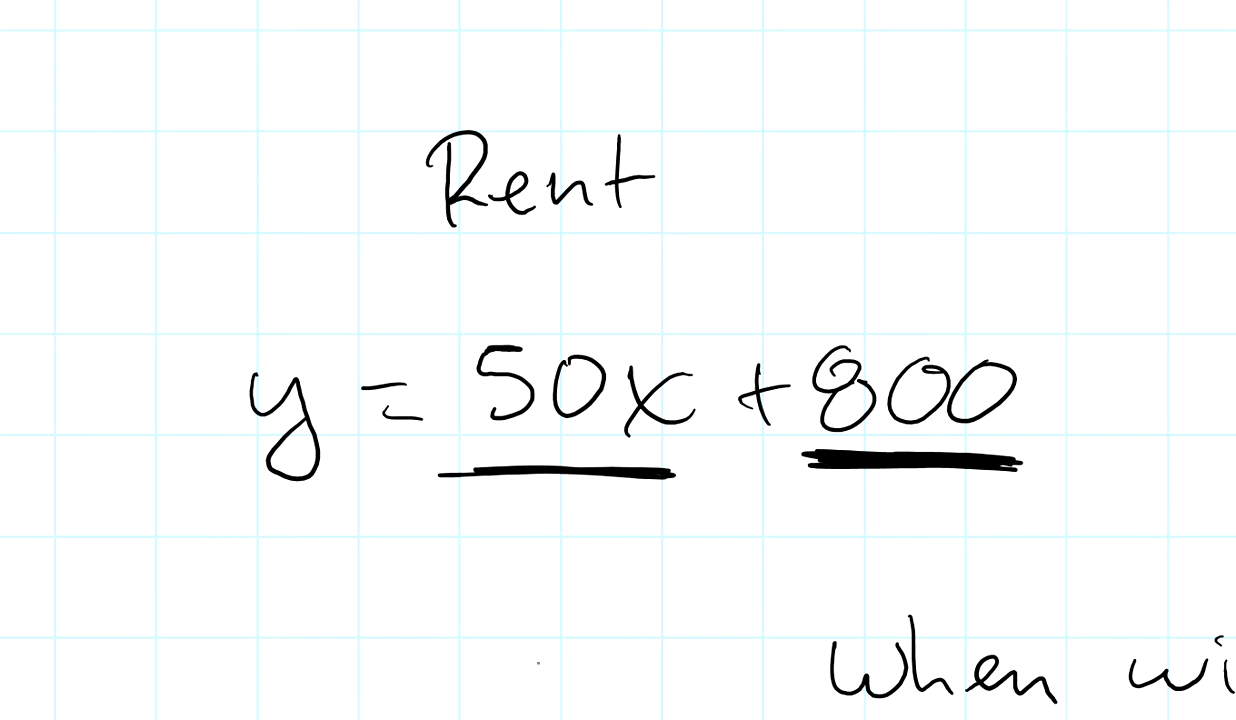 Rent
y = 50x + 800
When